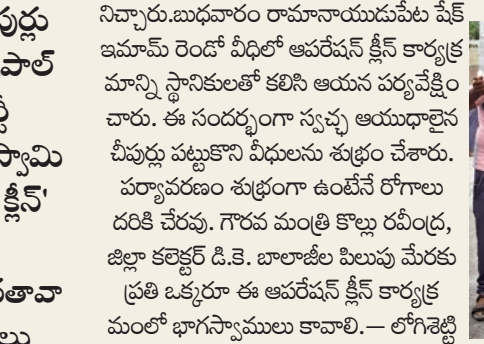 పుర్లు
పాల్
స్వామి
క్లీన్'
తావా
నిచ్చారు.బుధవారం రామానాయుడుపేట షేక్
ఇమామ్ రెండో వీధిలో ఆపరేషన్ క్లీన్ కార్యక్ర
మాన్ని స్థానికులతో కలిసి ఆయన పర్యవేక్షిం
చారు. ఈ సందర్భంగా స్వచ్ఛ ఆయుధాలైన
చీపుర్లు పట్టుకొని వీధులను శుభ్రం చేశారు.
పర్యావరణం శుభ్రంగా ఉంటేనే రోగాలు
దరికి చేరవు. గౌరవ మంత్రి కొల్లు రవీంద్ర,
జిల్లా కలెక్టర్ డి.కె. బాలాజీల పిలుపు మేరకు
ప్రతి ఒక్కరూ ఈ ఆపరేషన్ క్లీన్ కార్యక్ర
మంలో భాగస్వాములు కావాలి.– లోగిశెట్టి